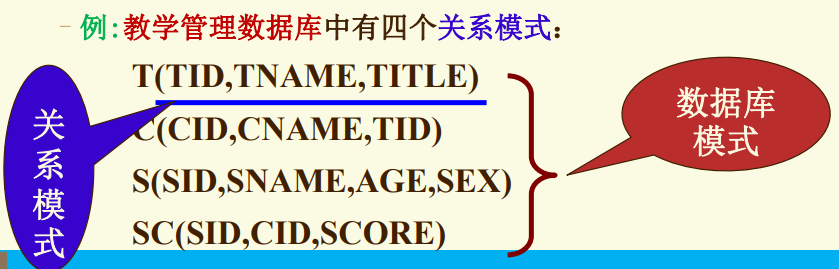 – 例:教学管理数据库中有四个关系模式：
T(TID,TNAME,TITLE)
C(CID,CNAME,TID)
S(SID,SNAME,AGE,SEX)
SC(SID,CID,SCORE)
关
系
模
式
数据库
模式